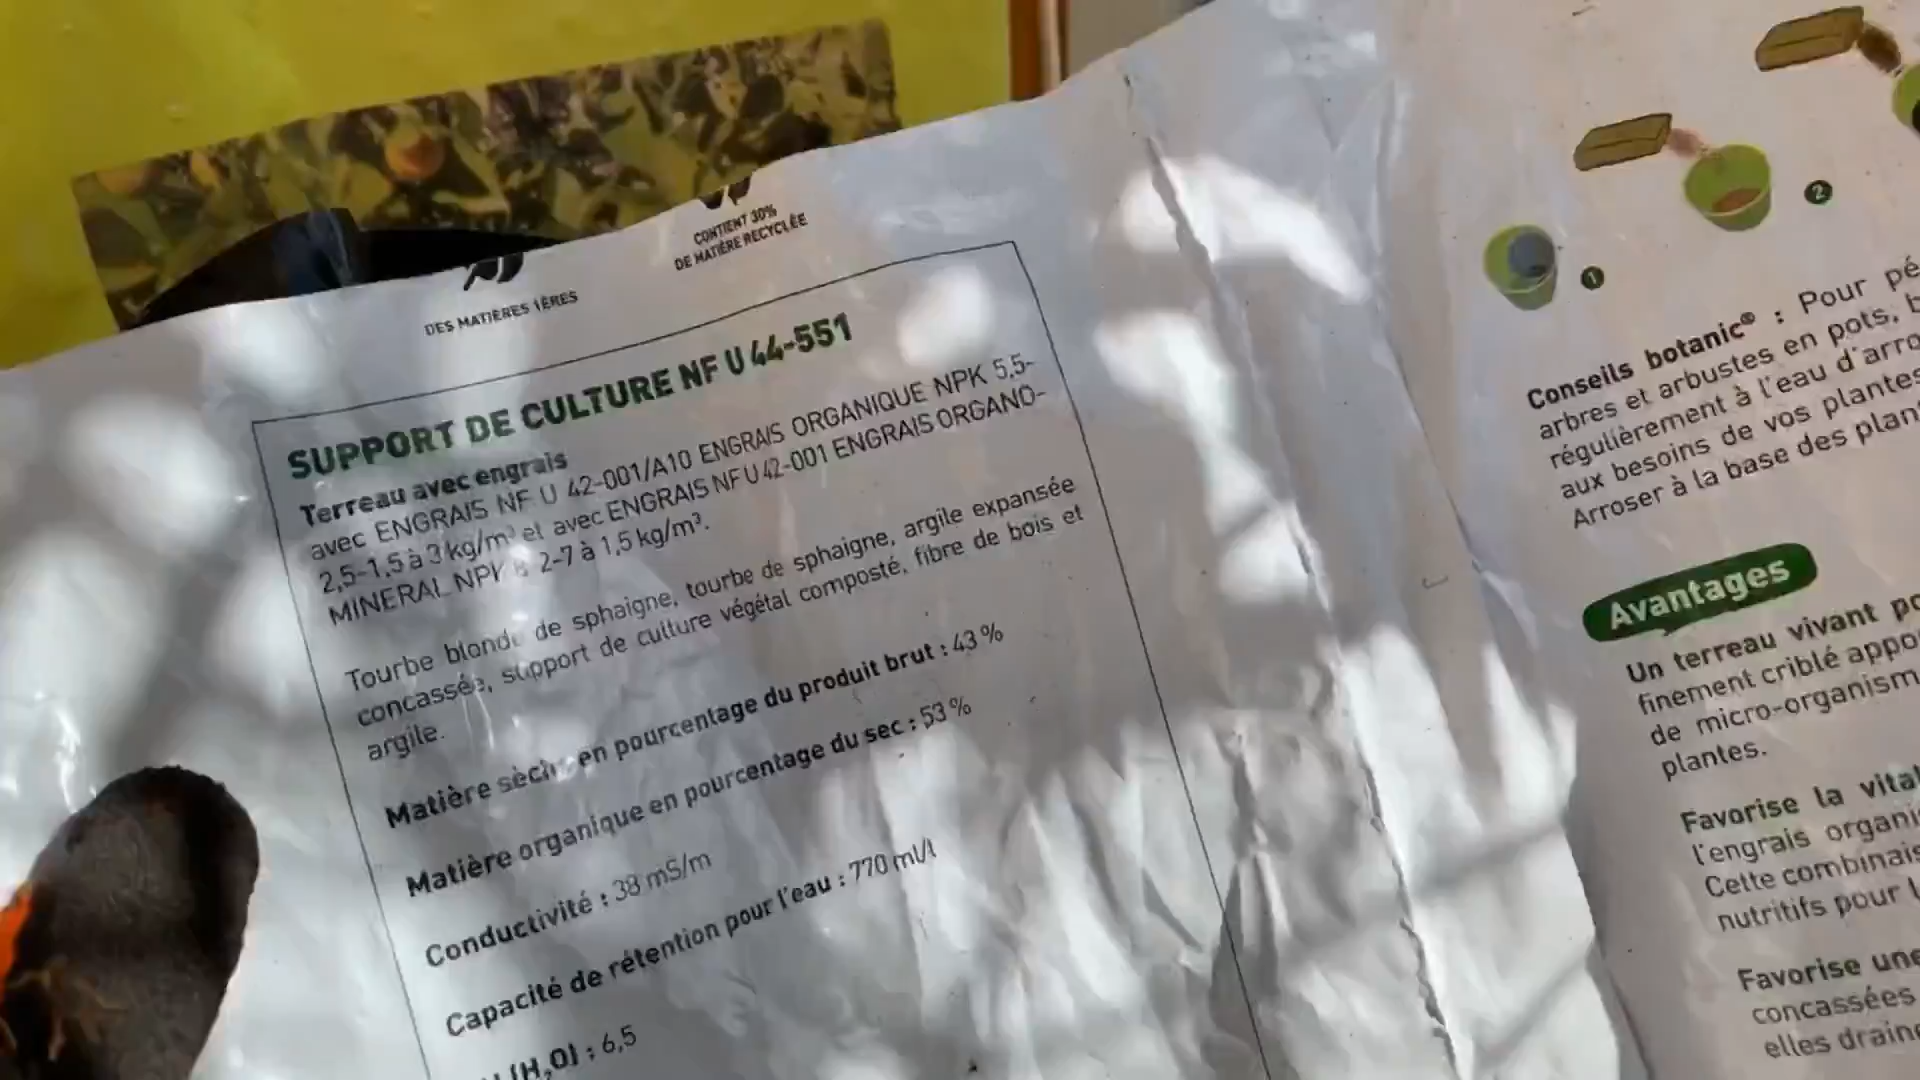 CONTIENT 30%
DE MATIÈRE RECYCLÉE
DES MATIÈRES 1ÈRES
SUPPORT DE CULTURE NF U 44-551
Terreau avec engrais
avec ENGRAIS NF U 42-001/A10 ENGRAIS ORGANIQUE NPK 5,5-
2,5-1,5 à 3 kg/m³ et avec ENGRAIS NF U 42-001 ENGRAIS ORGANO-
MINERAL NPK 2-7 à 1,5 kg/m³.
Tourbe blonde de sphaigne, tourbe de sphaigne, argile expansée
concassée, support de culture végétal composté, fibre de bois et
argile.
Matière sèche en pourcentage du produit brut : 43 %
Matière organique en pourcentage du sec : 53 %
Conductivité : 38 mS/m
Capacité de rétention pour l'eau : 770 ml/l
(H₂O) : 6,5
1
2
Conseils botanic® : Pour pé
arbres et arbustes en pots, b
régulièrement à l'eau d'arro
aux besoins de vos plantes
Arroser à la base des plan
Avantages
Un terreau vivant po
finement criblé appo
de micro-organism
plantes.
Favorise la vital
l'engrais organi
Cette combinais
nutritifs pour l
Favorise une
concassées
elles drain